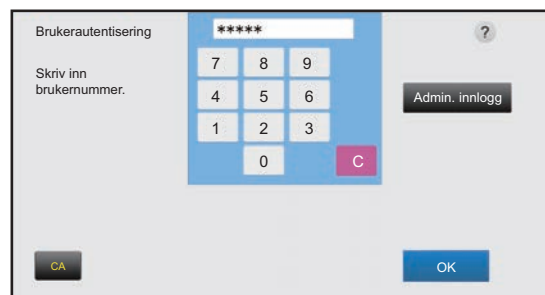 Brukerautentisering
*****
?
Skriv inn
brukernummer.
7 8 9
4 5 6
Admin. innlogg
1 2 3
0 C
CA
OK